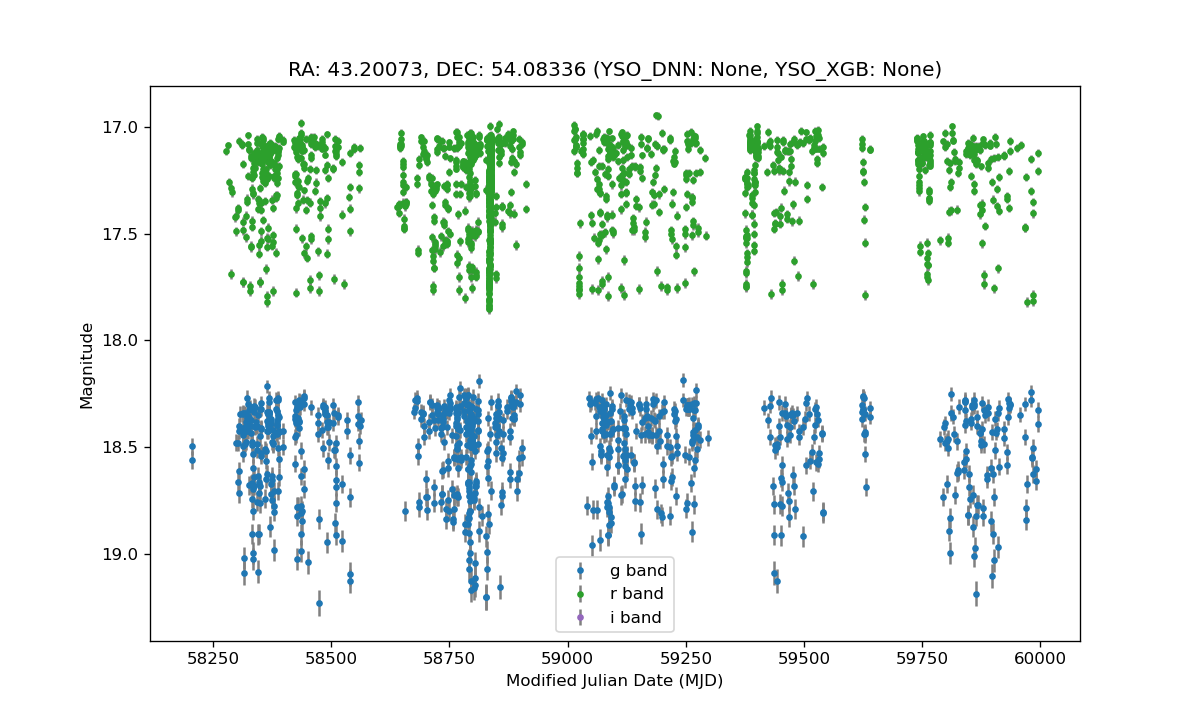 RA: 43.20073, DEC: 54.08336 (YSO_DNN: None, YSO_XGB: None)
17.0
17.5
18.0
18.5
19.0
Magnitude
g band
r band
i band
58250 58500 58750 59000 59250 59500 59750 60000
Modified Julian Date (MJD)